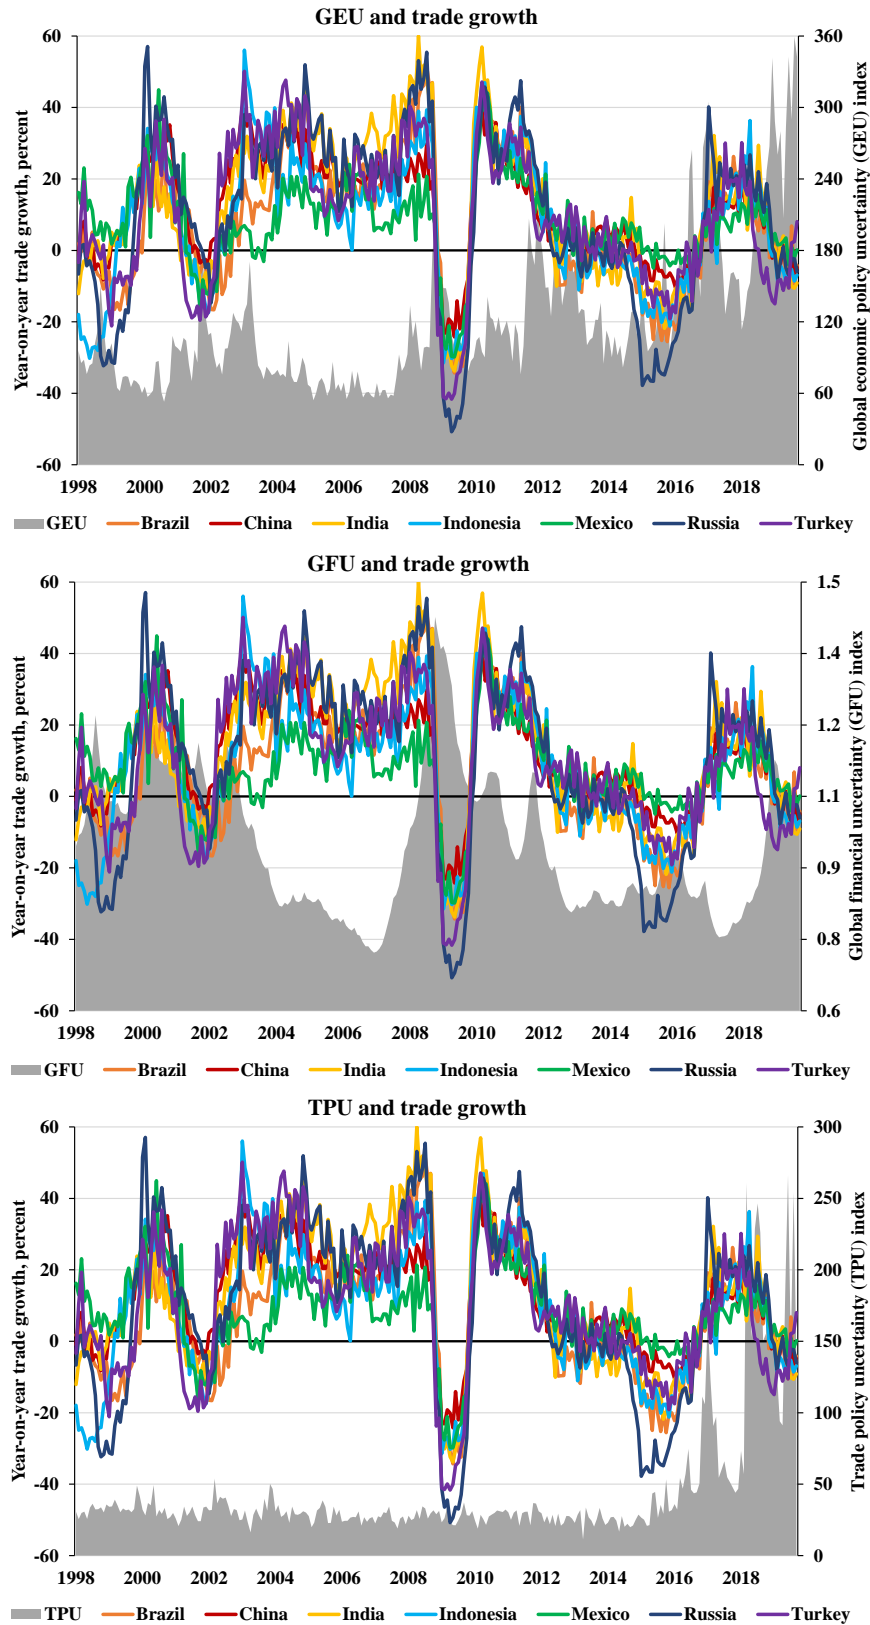 GEU and trade growth
Year-on-year trade growth, percent
60
40
20
0
-20
-40
-60
Global economic policy uncertainty (GEU) index
360
300
240
180
120
60
0
1998 2000 2002 2004 2006 2008 2010 2012 2014 2016 2018
GEU Brazil China India Indonesia Mexico Russia Turkey
GFU and trade growth
Year-on-year trade growth, percent
60
40
20
0
-20
-40
-60
Global financial uncertainty (GFU) index
1.5
1.4
1.2
1.1
0.9
0.8
0.6
1998 2000 2002 2004 2006 2008 2010 2012 2014 2016 2018
GFU Brazil China India Indonesia Mexico Russia Turkey
TPU and trade growth
Year-on-year trade growth, percent
60
40
20
0
-20
-40
-60
Trade policy uncertainty (TPU) index
300
250
200
150
100
50
0
1998 2000 2002 2004 2006 2008 2010 2012 2014 2016 2018
TPU Brazil China India Indonesia Mexico Russia Turkey